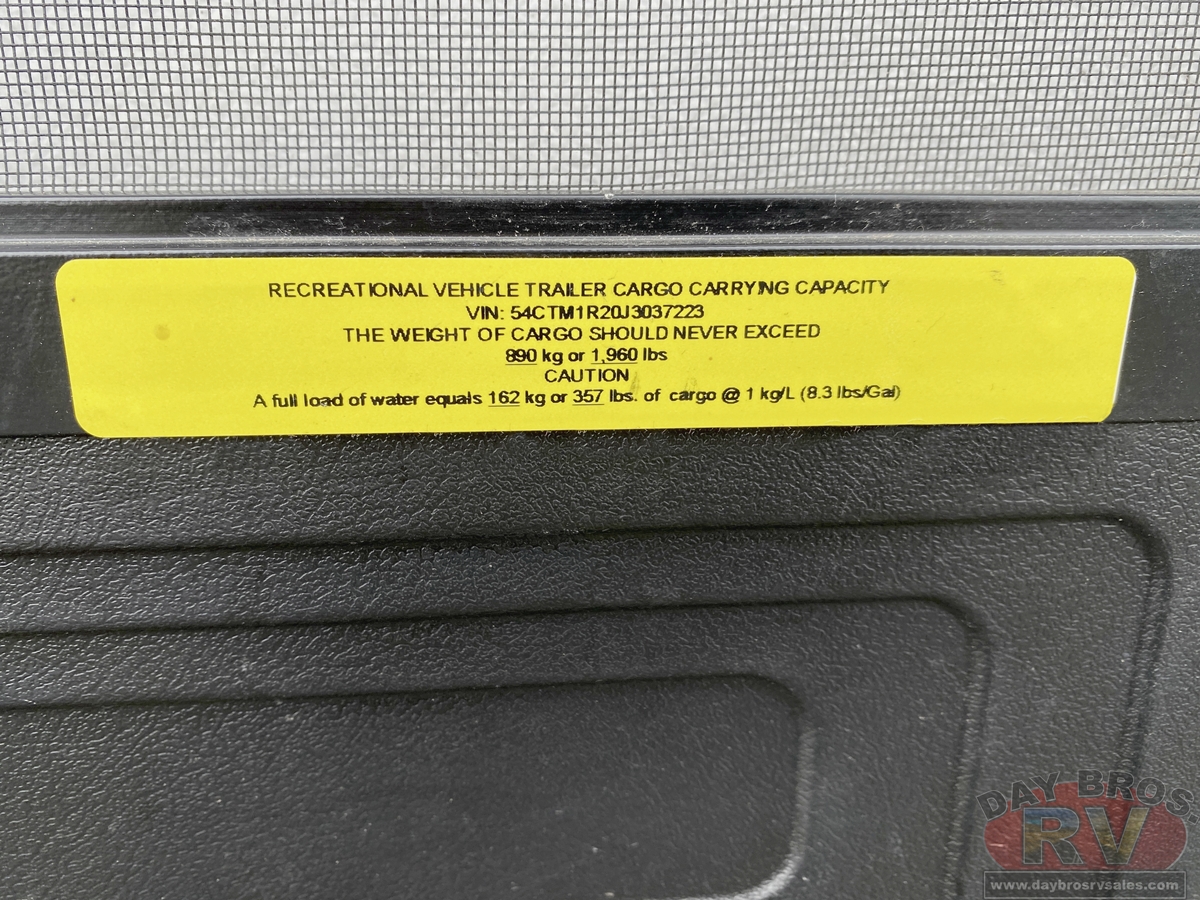 RECREATIONAL VEHICLE TRAILER CARGO CARRYING CAPACITY
VIN: 54CTM1R20J3037223
THE WEIGHT OF CARGO SHOULD NEVER EXCEED
890 kg or 1,960 lbs
CAUTION
A full load of water equals 162 kg or 357 lbs. of cargo @ 1 kg/L (8.3 lbs/Gal)
DAY BROS
RV
www.daybrosrvsales.com